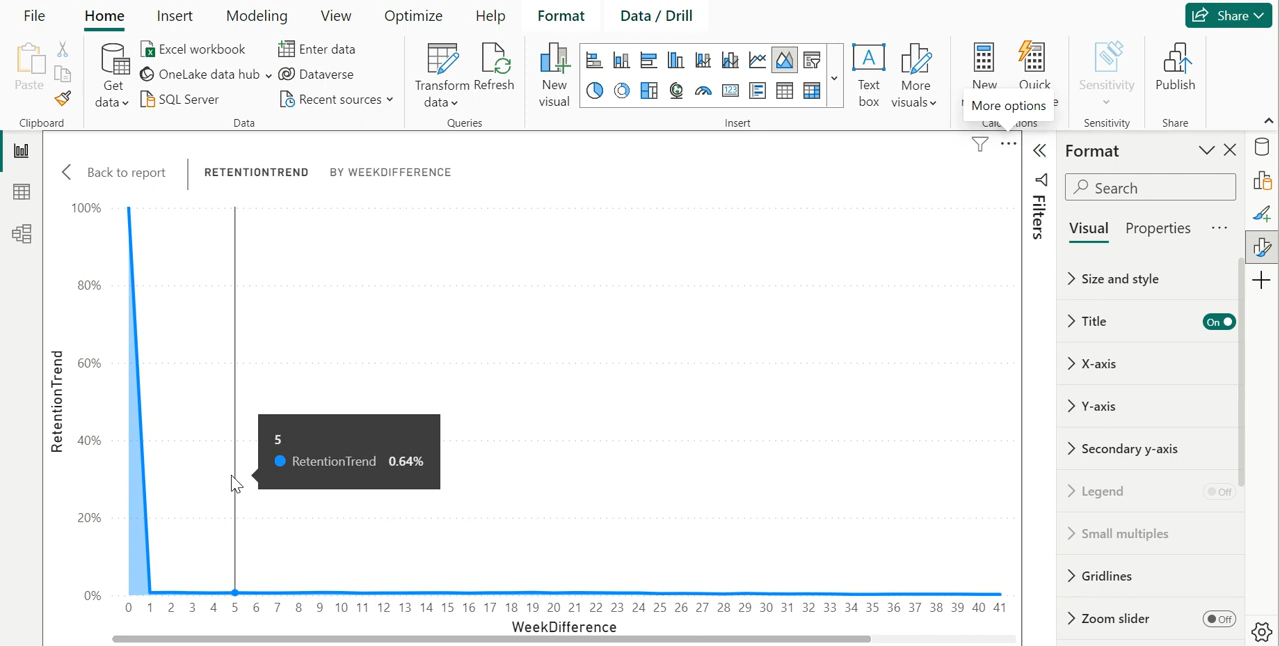 File Home Insert Modeling View Optimize Help Format Data / Drill Share
Paste
Clipboard
Get data
Excel workbook
OneLake data hub
SQL Server
Enter data
Dataverse
Recent sources
Data
Transform data
Refresh
Queries
New visual
Text box
More visuals
Insert
New
Quick
More options
Sensitivity
Sensitivity
Publish
Share
Back to report
RETENTIONTREND
BY WEEKDIFFERENCE
100%
80%
60%
40%
20%
0%
RetentionTrend
5
RetentionTrend 0.64%
0 1 2 3 4 5 6 7 8 9 10 11 12 13 14 15 16 17 18 19 20 21 22 23 24 25 26 27 28 29 30 31 32 33 34 35 36 37 38 39 40 41
WeekDifference
Filters
Format
Search
Visual Properties
Size and style
Title On
X-axis
Y-axis
Secondary y-axis
Legend Off
Small multiples
Gridlines
Zoom slider Off